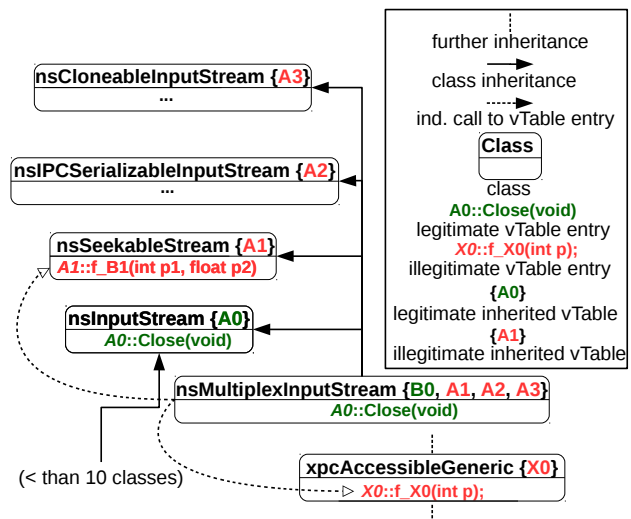 nsCloneableInputStream {A3}
...
nsIPCSerializableInputStream {A2}
...
nsSeekableStream {A1}
A1::f_B1(int p1, float p2)
nsInputStream {A0}
A0::Close(void)
nsMultiplexInputStream {B0, A1, A2, A3}
A0::Close(void)
(< than 10 classes)
xpcAccessibleGeneric {X0}
X0::f_X0(int p);
further inheritance
class inheritance
ind. call to vTable entry
Class
class
A0::Close(void)
legitimate vTable entry
X0::f_X0(int p);
illegitimate vTable entry
{A0}
legitimate inherited vTable
{A1}
illegitimate inherited vTable